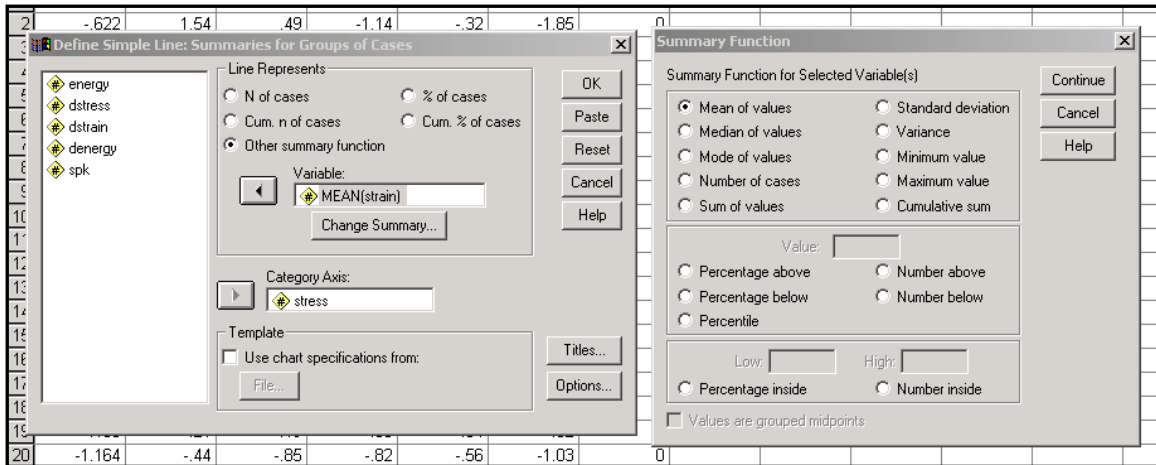 2 -.622 1.54 .49 -1.14 -.32 -1.85 0
Define Simple Line: Summaries for Groups of Cases
energy
dstress
dstrain
denergy
spk
Line Represents
N of cases % of cases
Cum. n of cases Cum. % of cases
Other summary function
Variable:
MEAN(strain)
Change Summary...
Category Axis:
stress
Template
Use chart specifications from:
File...
OK
Paste
Reset
Cancel
Help
Titles...
Options...
Summary Function
Summary Function for Selected Variable(s)
Mean of values Standard deviation
Median of values Variance
Mode of values Minimum value
Number of cases Maximum value
Sum of values Cumulative sum
Value:
Percentage above Number above
Percentage below Number below
Percentile
Low: High:
Percentage inside Number inside
Values are grouped midpoints
Continue
Cancel
Help
20 -1.164 -.44 -.85 -.82 -.56 -1.03 0